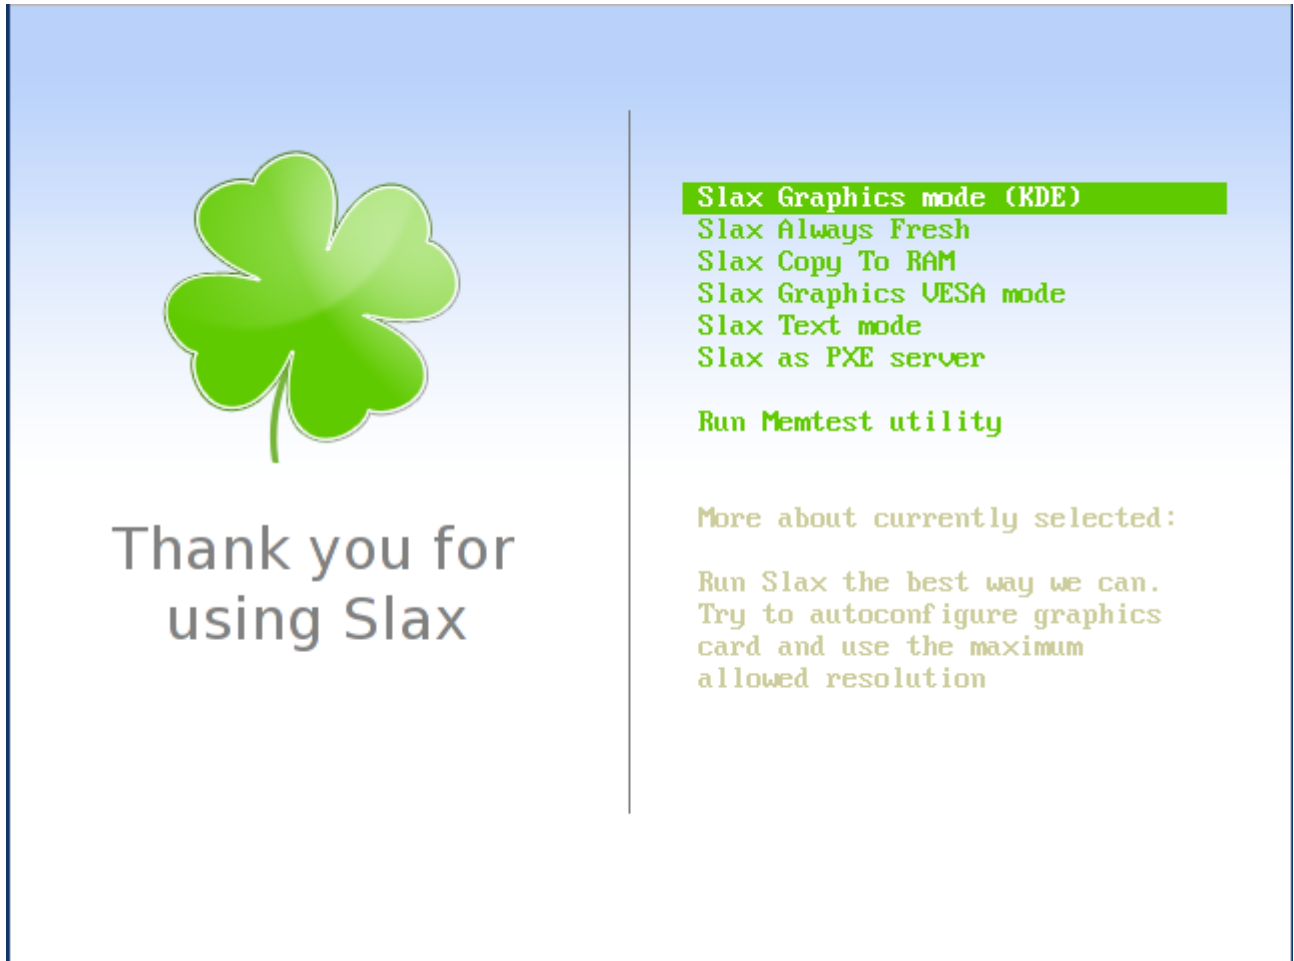 Thank you for
using Slax
Slax Graphics mode (KDE)
Slax Always Fresh
Slax Copy To RAM
Slax Graphics VESA mode
Slax Text mode
Slax as PXE server
Run Memtest utility
More about currently selected:
Run Slax the best way we can.
Try to autoconfigure graphics
card and use the maximum
allowed resolution